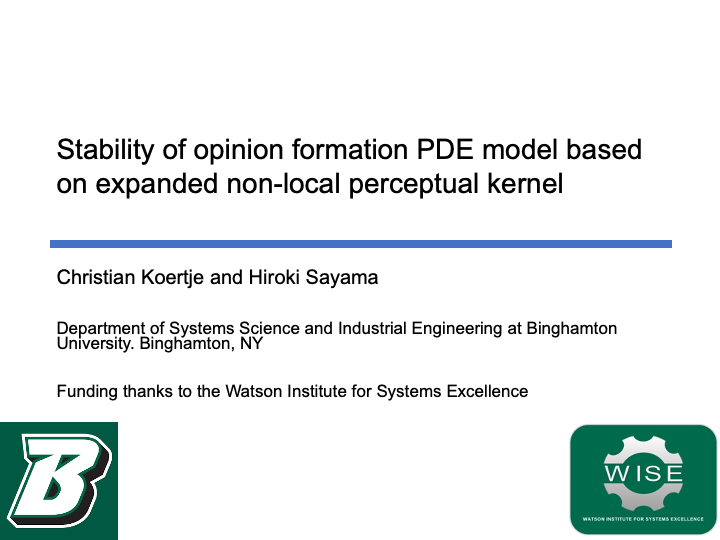 Stability of opinion formation PDE model based
on expanded non-local perceptual kernel
Christian Koertje and Hiroki Sayama
Department of Systems Science and Industrial Engineering at Binghamton
University. Binghamton, NY
Funding thanks to the Watson Institute for Systems Excellence
B
WISE
WATSON INSTITUTE FOR SYSTEMS EXCELLENCE